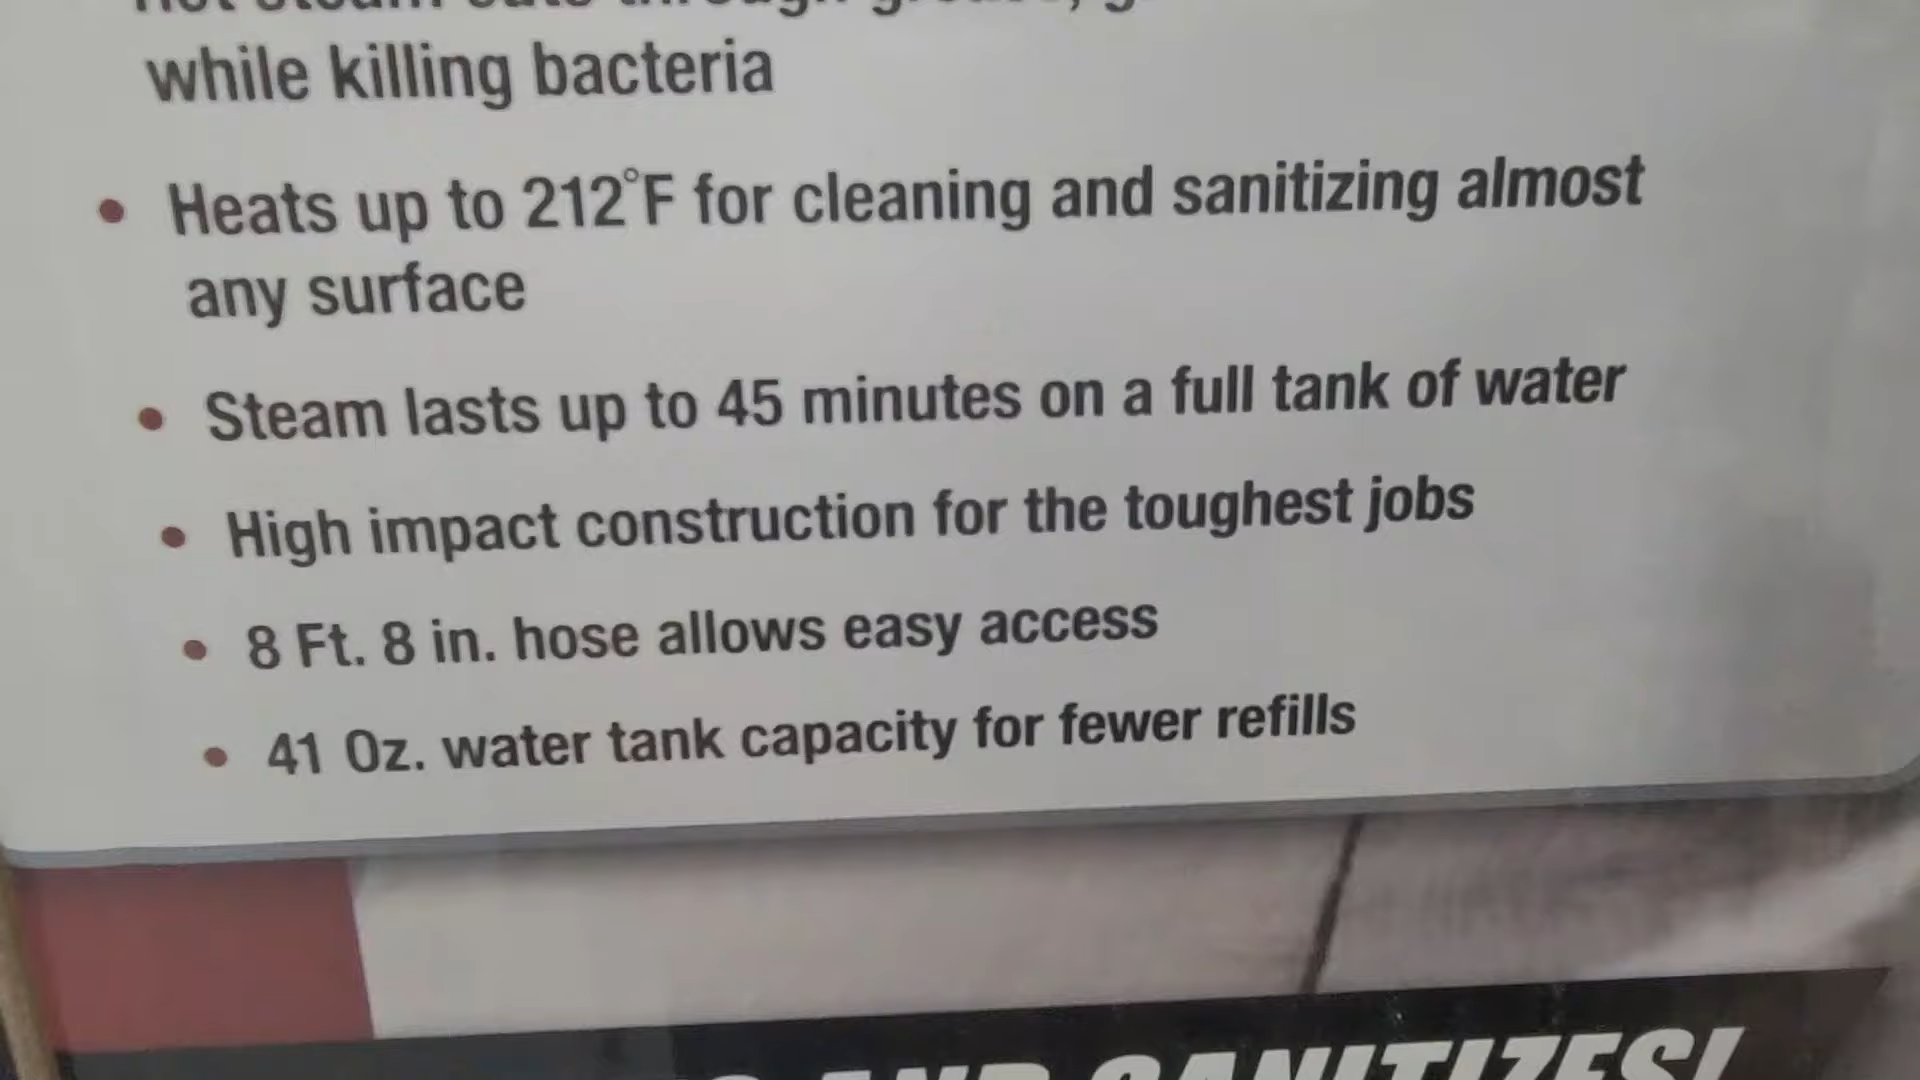 while killing bacteria
• Heats up to 212°F for cleaning and sanitizing almost
any surface
• Steam lasts up to 45 minutes on a full tank of water
• High impact construction for the toughest jobs
• 8 Ft. 8 in. hose allows easy access
• 41 Oz. water tank capacity for fewer refills
AND SANITIZES!